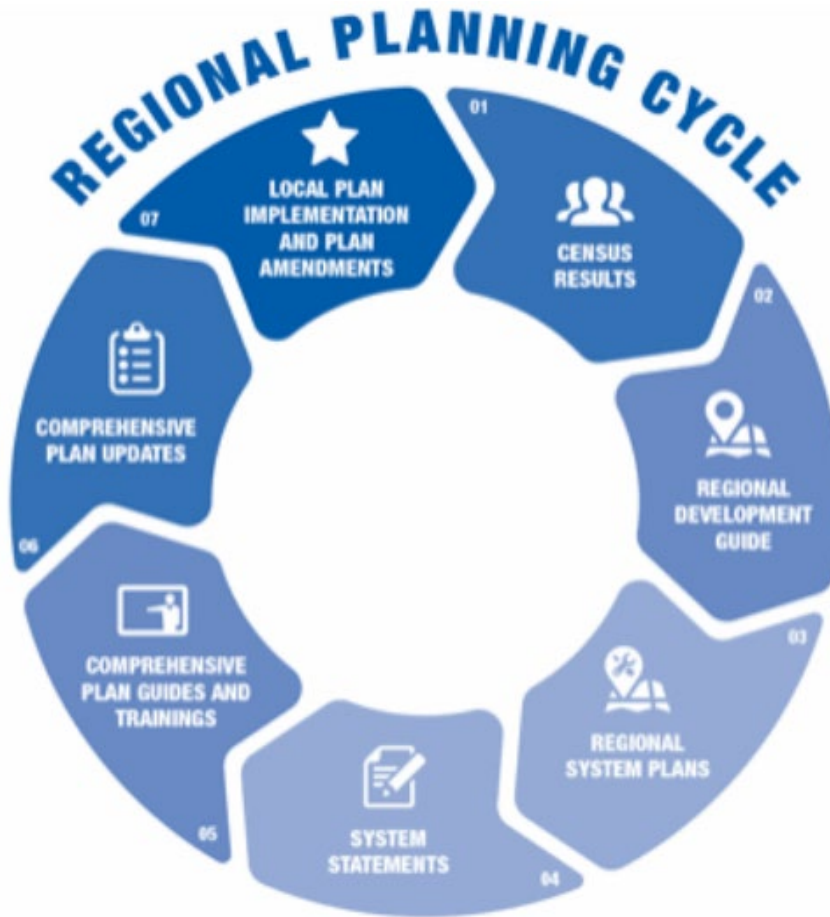 REGIONAL PLANNING CYCLE
01
CENSUS
RESULTS
02
REGIONAL
DEVELOPMENT
GUIDE
03
REGIONAL
SYSTEM PLANS
04
SYSTEM
STATEMENTS
05
COMPREHENSIVE
PLAN GUIDES AND
TRAININGS
06
COMPREHENSIVE
PLAN UPDATES
07
LOCAL PLAN
IMPLEMENTATION
AND PLAN
AMENDMENTS